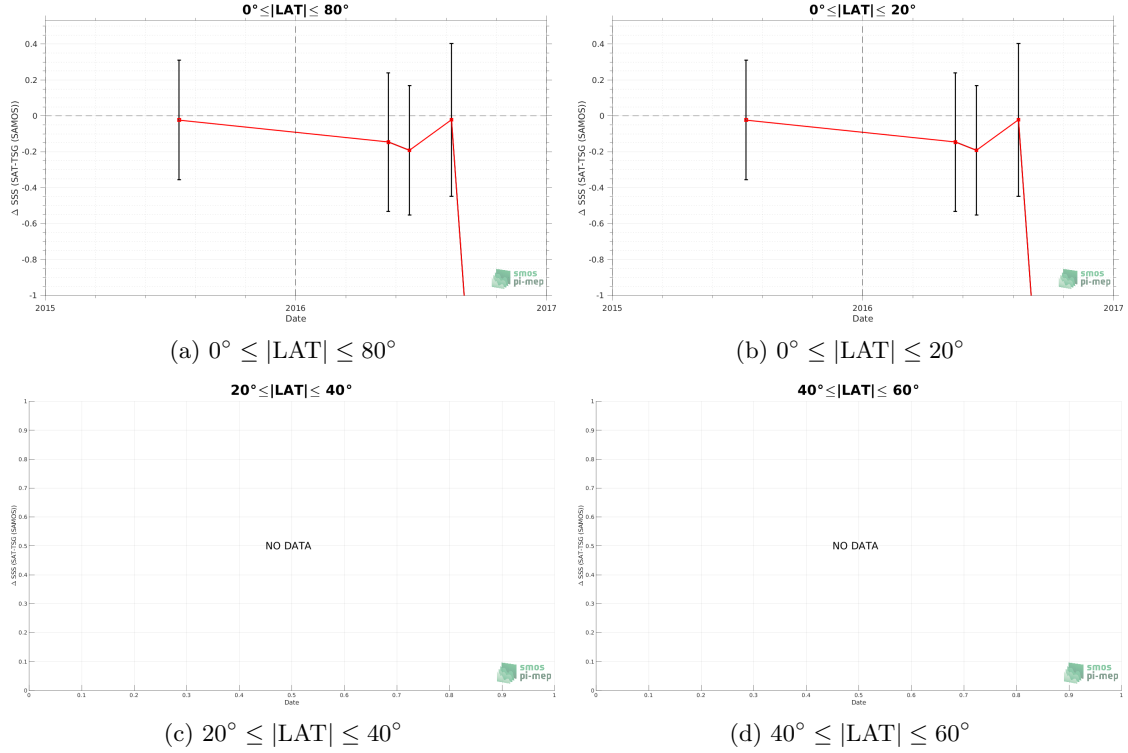 0°≤|LAT|≤ 80°
Δ SSS (SAT-TSG (SAMOS))
0.4
0.2
0
-0.2
-0.4
-0.6
-0.8
-1
2015
2016
2017
Date
smos
pi-mep
(a) 0° ≤ |LAT| ≤ 80°
0°≤|LAT|≤ 20°
Δ SSS (SAT-TSG (SAMOS))
0.4
0.2
0
-0.2
-0.4
-0.6
-0.8
-1
2015
2016
2017
Date
smos
pi-mep
(b) 0° ≤ |LAT| ≤ 20°
20°≤|LAT|≤ 40°
Δ SSS (SAT-TSG (SAMOS))
1
0.9
0.8
0.7
0.6
0.5
0.4
0.3
0.2
0.1
0
NO DATA
0 0.1 0.2 0.3 0.4 0.5 0.6 0.7 0.8 0.9 1
Date
smos
pi-mep
(c) 20° ≤ |LAT| ≤ 40°
40°≤|LAT|≤ 60°
Δ SSS (SAT-TSG (SAMOS))
1
0.9
0.8
0.7
0.6
0.5
0.4
0.3
0.2
0.1
0
NO DATA
0 0.1 0.2 0.3 0.4 0.5 0.6 0.7 0.8 0.9 1
Date
smos
pi-mep
(d) 40° ≤ |LAT| ≤ 60°